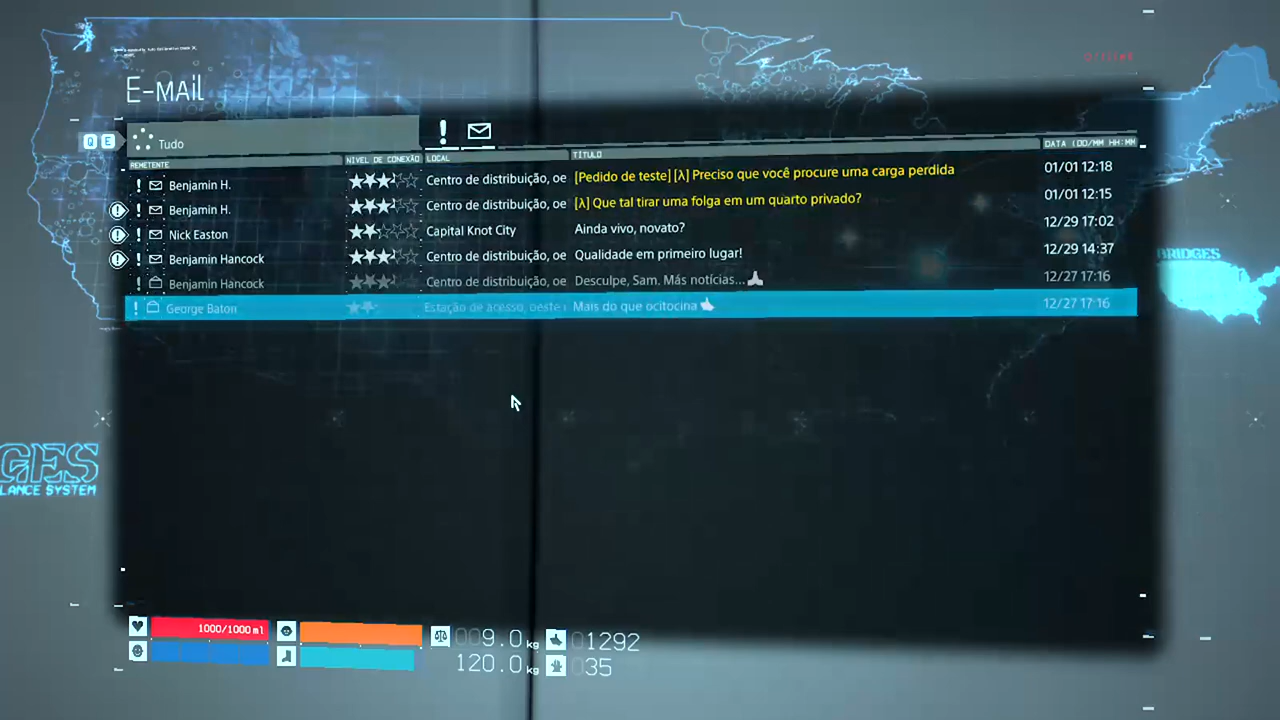 offline
E-MAIL
Q E Tudo
REMETENTE NÍVEL DE CONEXÃO LOCAL TÍTULO DATA (DD/MM HH:MM
Benjamin H. Centro de distribuição, oe [Pedido de teste] [λ] Preciso que você procure uma carga perdida 01/01 12:18
Benjamin H. Centro de distribuição, oe [λ] Que tal tirar uma folga em um quarto privado? 01/01 12:15
Nick Easton Capital Knot City Ainda vivo, novato? 12/29 17:02
Benjamin Hancock Centro de distribuição, oe Qualidade em primeiro lugar! 12/29 14:37
Benjamin Hancock Centro de distribuição, oe Desculpe, Sam. Más notícias... 12/27 17:16
George Baton Estação de acesso, oeste Mais do que ocitocina 12/27 17:16
BRIDGES
GES
LANCE SYSTEM
1000/1000 ml
009.0 kg 01292
120.0 kg 035